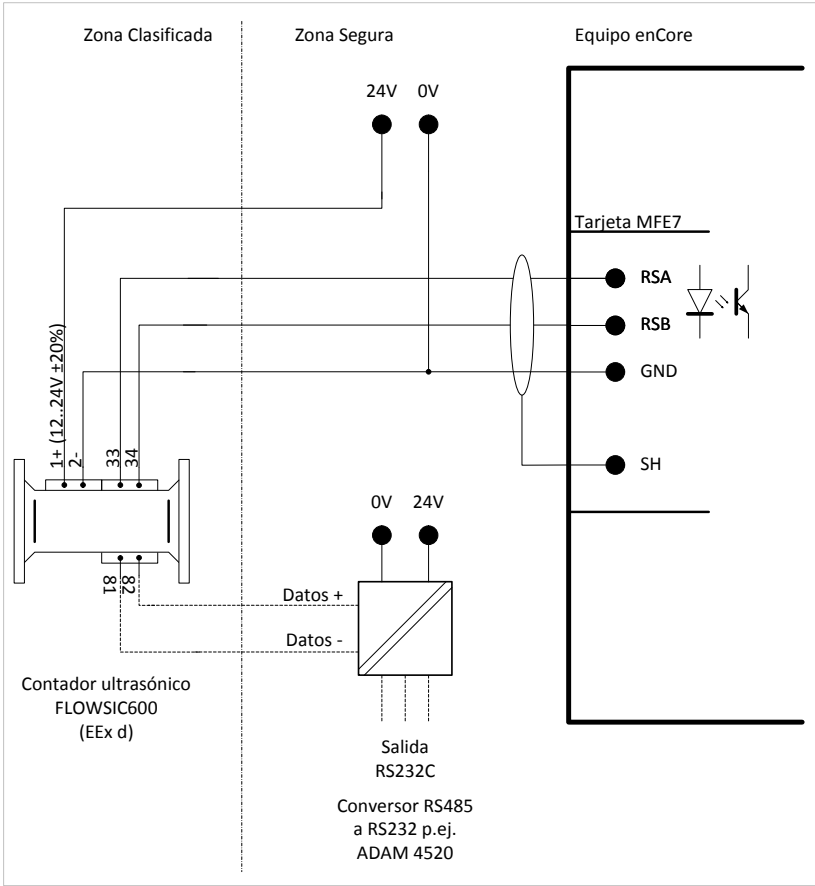 Zona Clasificada
Zona Segura
Equipo enCore
24V
0V
Tarjeta MFE7
RSA
RSB
GND
SH
1+ (12..24V ±20%)
2-
33
34
81
82
0V
24V
Datos +
Datos -
Contador ultrasónico
FLOWSIC600
(EEx d)
Salida
RS232C
Conversor RS485
a RS232 p.ej.
ADAM 4520